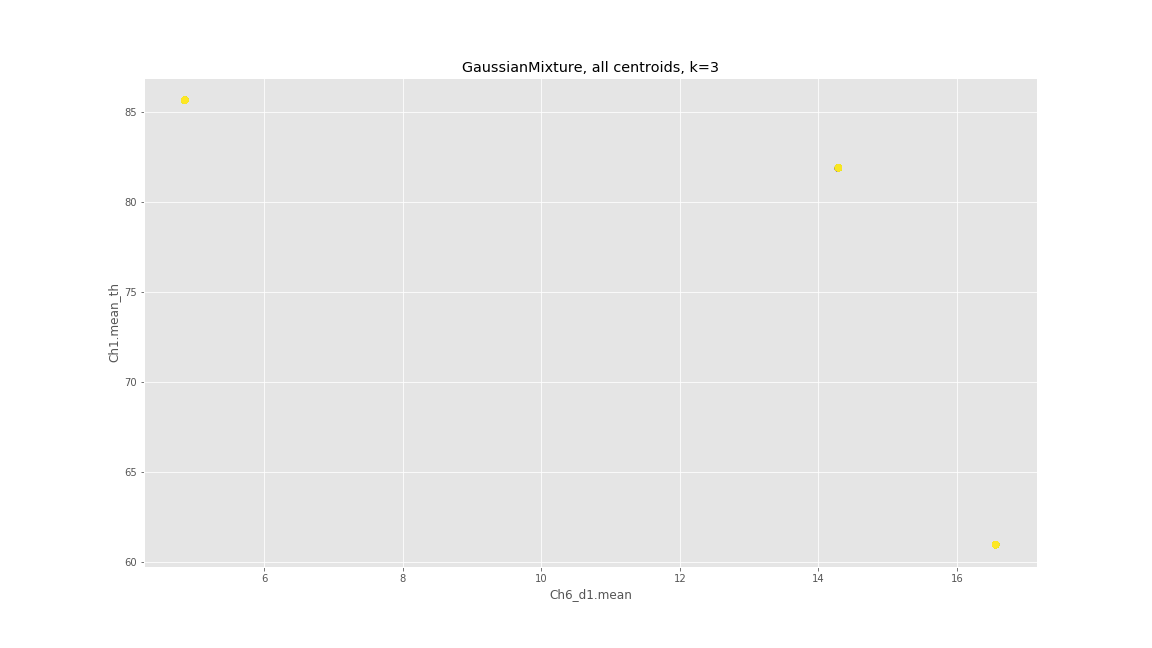 GaussianMixture, all centroids, k=3
85
80
75
70
65
60
Ch1.mean_th
6 8 10 12 14 16
Ch6_d1.mean